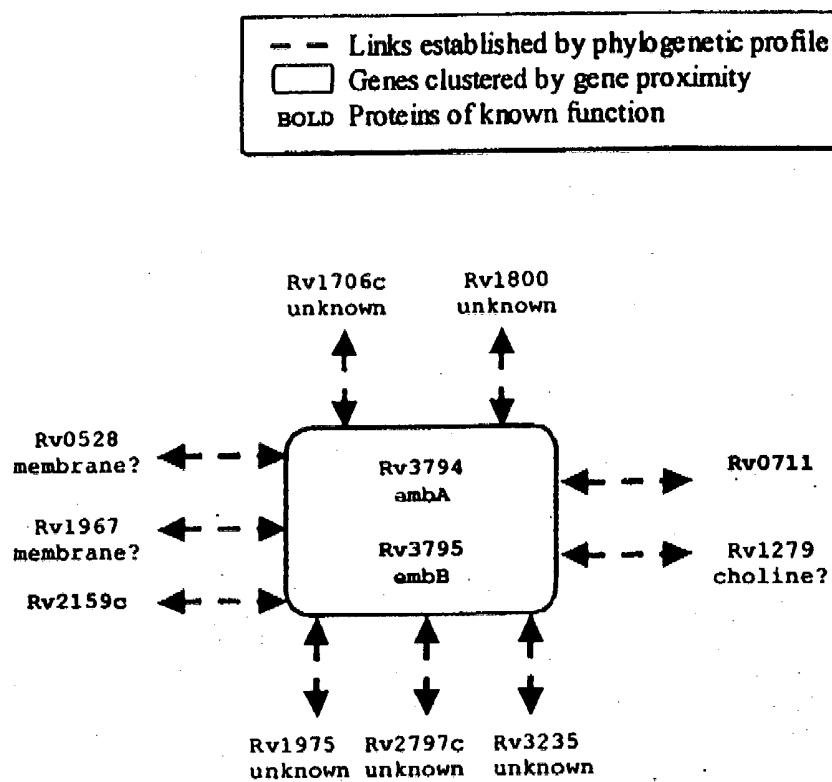 Links established by phylogenetic profile
Genes clustered by gene proximity
BOLD Proteins of known function
Rv1706c
unknown
Rv1800
unknown
Rv0528
membrane?
Rv1967
membrane?
Rv2159c
Rv3794
embA
Rv3795
embB
Rv0711
Rv1279
choline?
Rv1975
unknown
Rv2797c
unknown
Rv3235
unknown